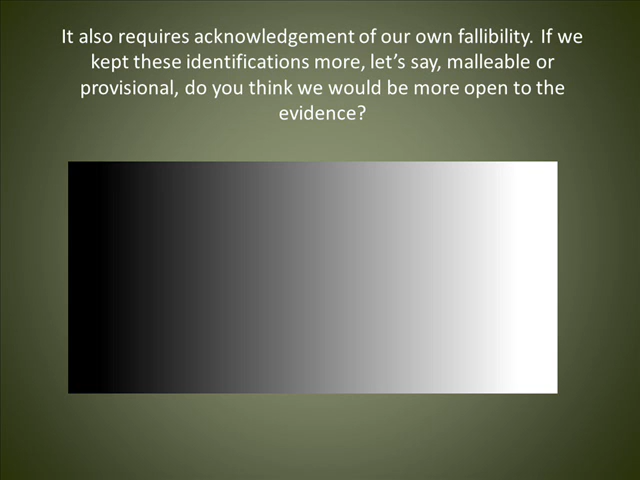 It also requires acknowledgement of our own fallibility. If we
kept these identifications more, let’s say, malleable or
provisional, do you think we would be more open to the
evidence?